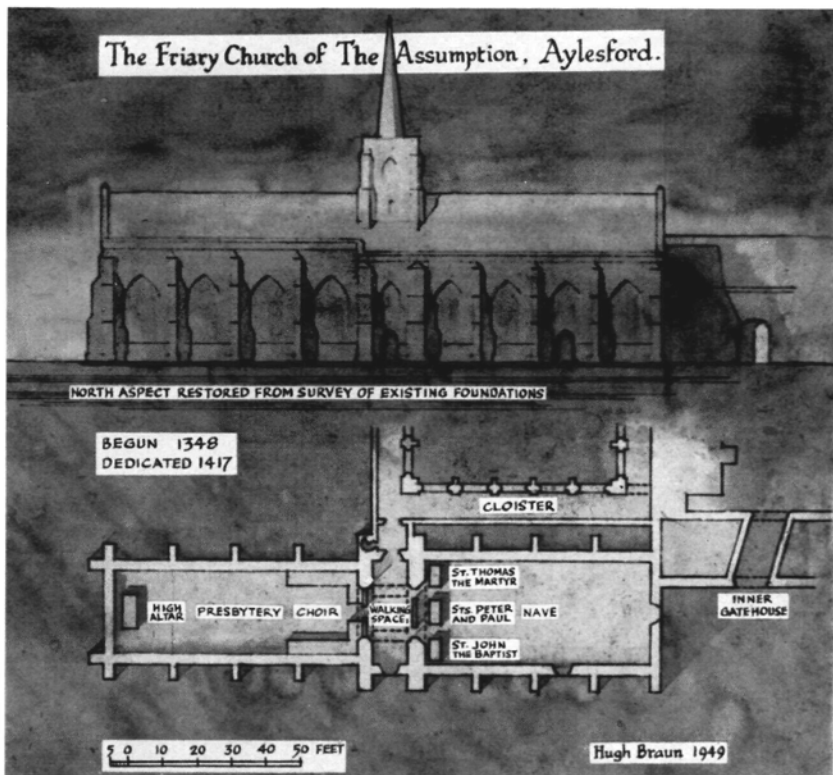 The Friary Church of The Assumption, Aylesford.
NORTH ASPECT RESTORED FROM SURVEY OF EXISTING FOUNDATIONS
BEGUN 1348
DEDICATED 1417
CLOISTER
ST. THOMAS
THE MARTYR
HIGH
ALTAR
PRESBYTERY
CHOIR
WALKING
SPACE
STS. PETER
AND PAUL
NAVE
INNER
GATEHOUSE
ST. JOHN
THE BAPTIST
5 0 10 20 30 40 50 FEET
Hugh Braun 1949